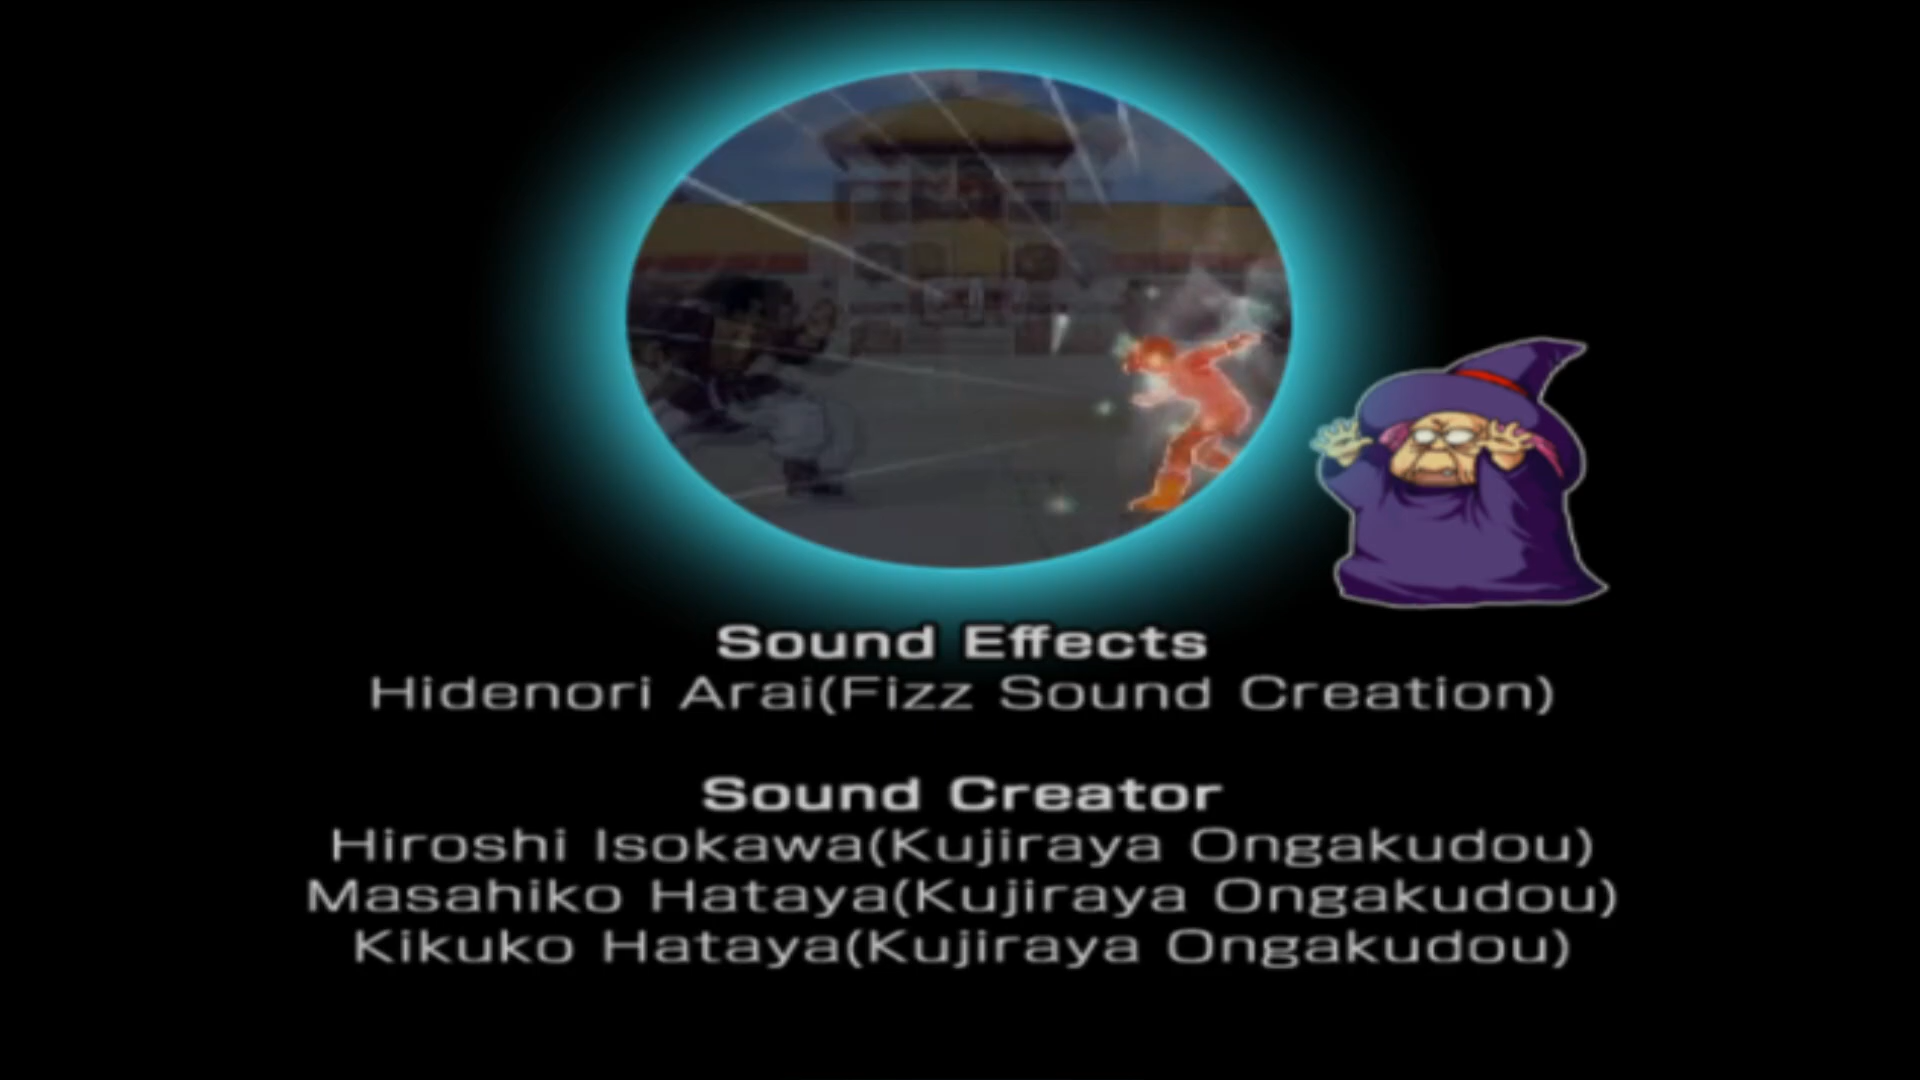 Sound Effects
Hidenori Arai(Fizz Sound Creation)
Sound Creator
Hiroshi Isokawa(Kujiraya Ongakudou)
Masahiko Hataya(Kujiraya Ongakudou)
Kikuko Hataya(Kujiraya Ongakudou)